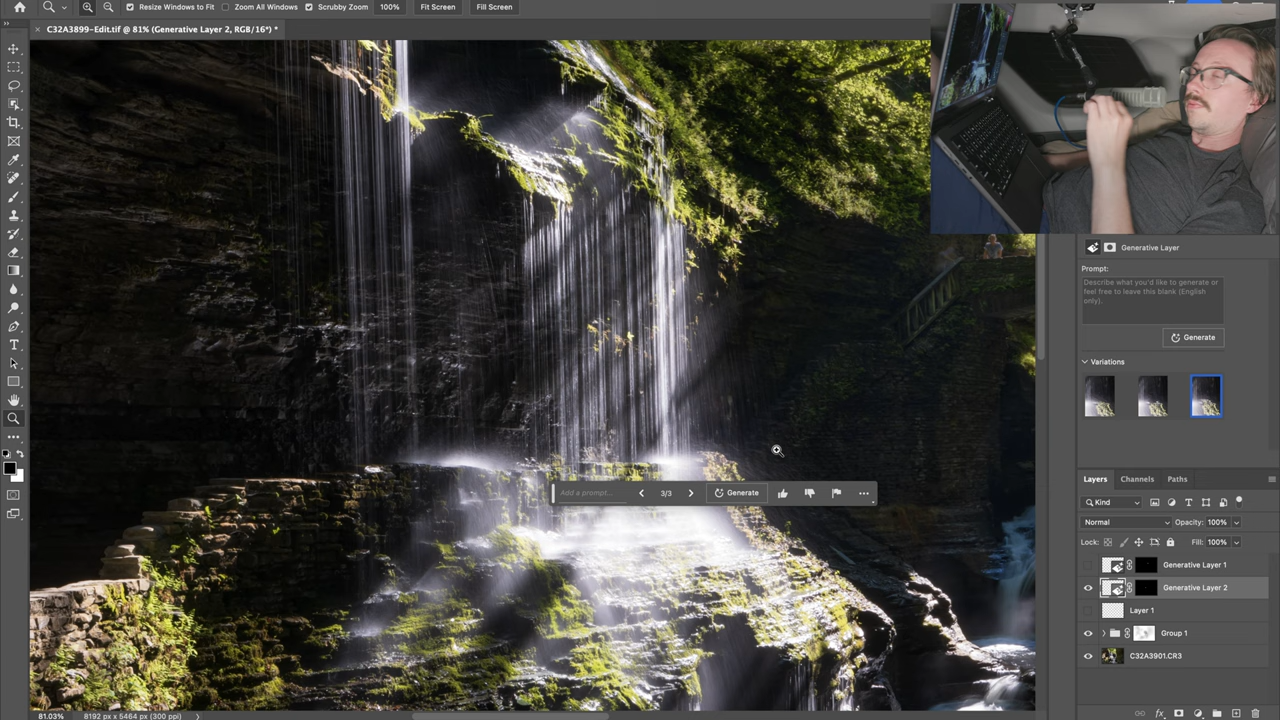 Resize Windows to Fit
Zoom All Windows
Scrubby Zoom
100%
Fit Screen
Fill Screen
C32A3899-Edit.tif @ 81% (Generative Layer 2, RGB/16*) *
Generative Layer
Prompt:
Describe what you'd like to generate or
feel free to leave this blank (English
only).
Generate
Variations
Add a prompt...
3/3
Generate
Layers
Channels
Paths
Kind
Normal
Opacity: 100%
Lock:
Fill: 100%
Generative Layer 1
Generative Layer 2
Layer 1
Group 1
C32A3901.CR3
81.03%
8192 px x 5464 px (300 ppi)